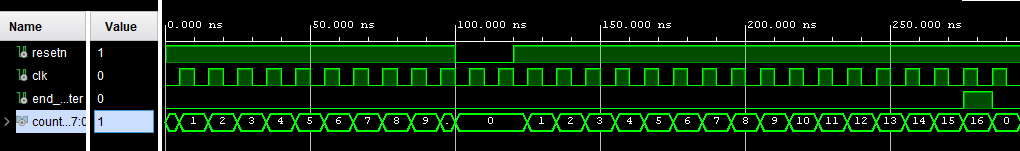 Name Value 0.000 ns 50.000 ns 100.000 ns 150.000 ns 200.000 ns 250.000 ns
resetn 1
clk 0
end_...ter 0
count...7:0 1 1 2 3 4 5 6 7 8 9 . 0 1 2 3 4 5 6 7 8 9 10 11 12 13 14 15 16 0